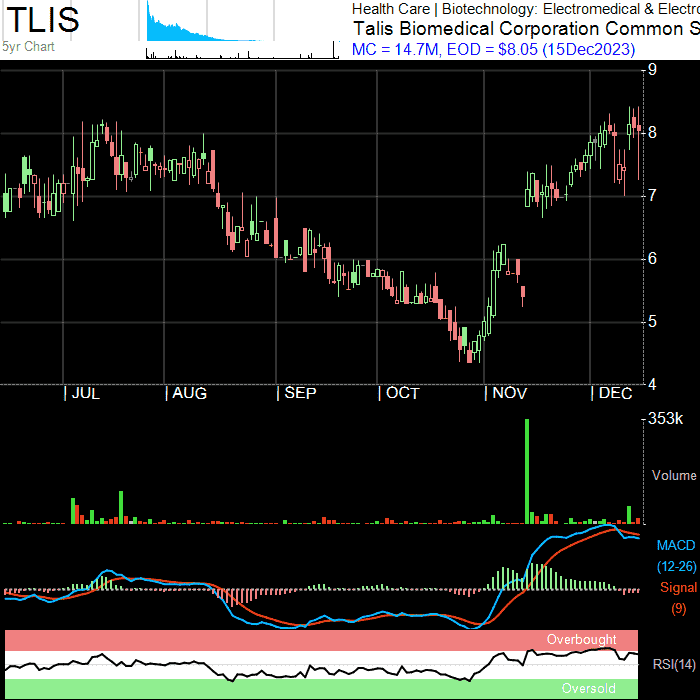 TLIS
5yr Chart
Health Care | Biotechnology: Electromedical & Electro
Talis Biomedical Corporation Common S
MC = 14.7M, EOD = $8.05 (15Dec2023)
9
8
7
6
5
4
| JUL | AUG | SEP | OCT | NOV | DEC
353k
Volume
MACD
(12-26)
Signal
(9)
Overbought
RSI(14)
Oversold